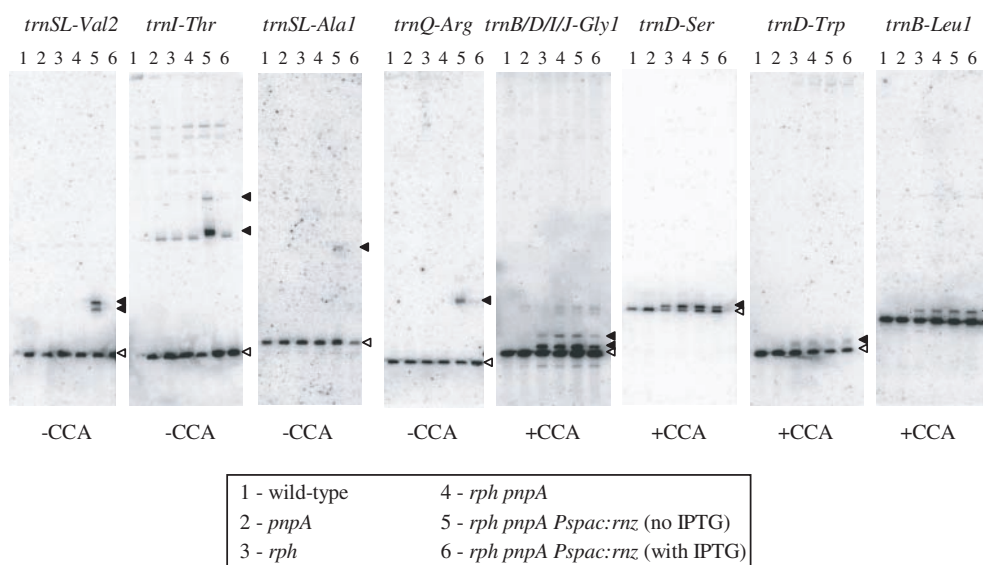 trnSL-Val2 trnI-Thr trnSL-Ala1 trnQ-Arg trnB/D/I/J-Gly1 trnD-Ser trnD-Trp trnB-Leu1
1 2 3 4 5 6 1 2 3 4 5 6 1 2 3 4 5 6 1 2 3 4 5 6 1 2 3 4 5 6 1 2 3 4 5 6 1 2 3 4 5 6 1 2 3 4 5 6
-CCA -CCA -CCA -CCA +CCA +CCA +CCA +CCA
1 - wild-type 4 - rph pnpA
2 - pnpA 5 - rph pnpA Pspac:rnz (no IPTG)
3 - rph 6 - rph pnpA Pspac:rnz (with IPTG)